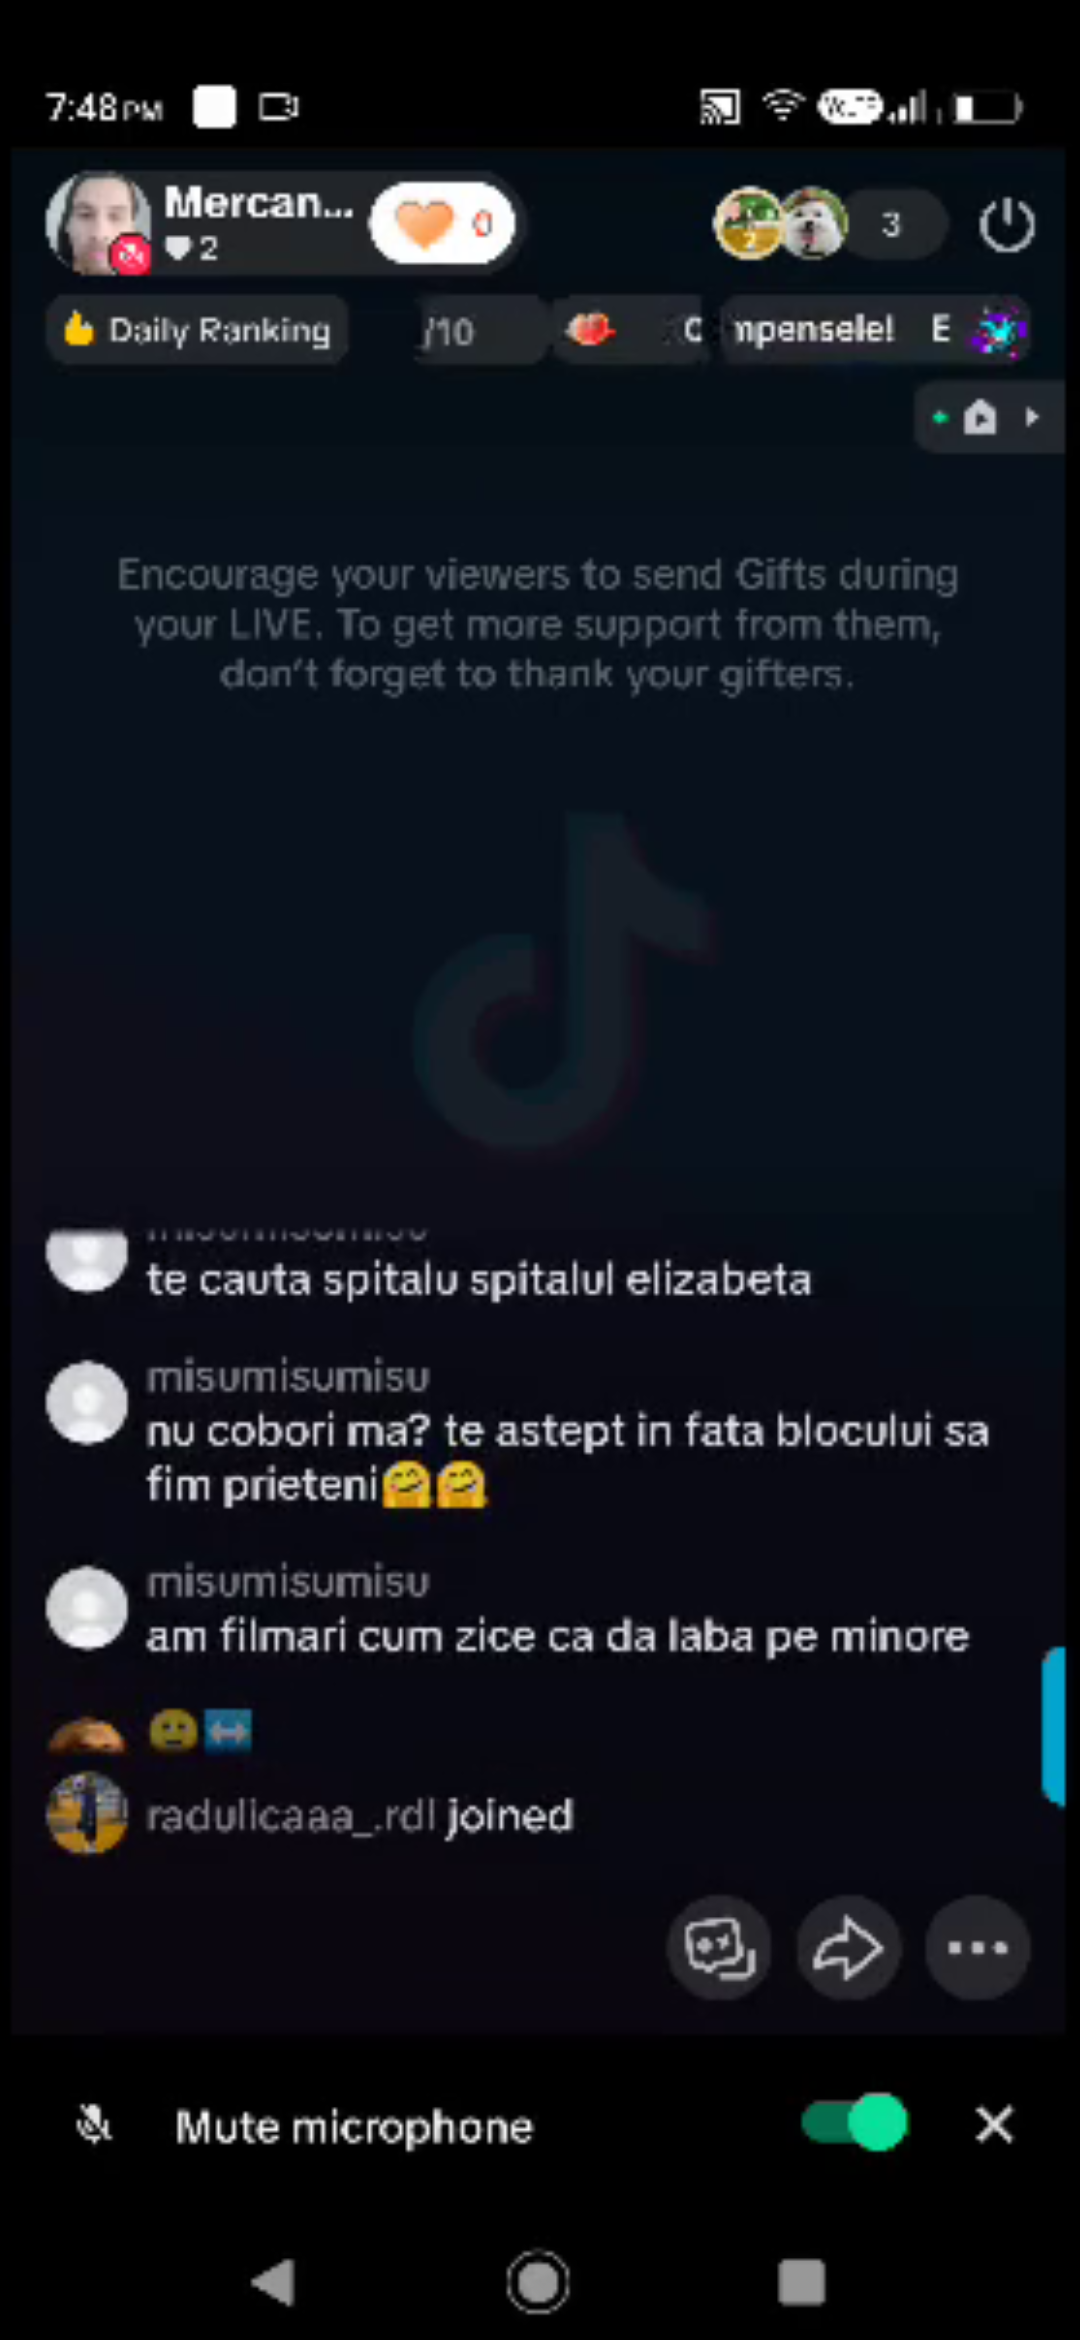 7:48 PM
Mercan...
2
0
3
Daily Ranking
/10
C
mpensele!
E
Encourage your viewers to send Gifts during
your LIVE. To get more support from them,
don't forget to thank your gifters.
misumisumisu
te cauta spitalu spitalul elizabeta
misumisumisu
nu cobori ma? te astept in fata blocului sa
fim prieteni🤗🤗
misumisumisu
am filmari cum zice ca da laba pe minore
radulicaaa_.rdl joined
Mute microphone